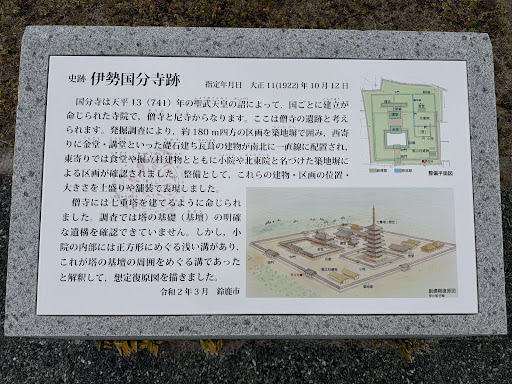 史跡 伊勢国分寺跡
指定年月日 大正11(1922)年10月12日
国分寺は天平13（741）年の聖武天皇の詔によって、国ごとに建立が
命じられた寺院で、僧寺と尼寺からなります。ここは僧寺の遺跡と考え
られます。発掘調査により、約180m四方の区画を築地塀で囲み、西寄
りに金堂・講堂といった礎石建ち瓦葺の建物が南北に一直線に配置され、
東寄りでは食堂や掘立柱建物とともに小院や北東院と名づけた築地塀に
よる区画が確認されました。整備として、これらの建物・区画の位置・
大きさを土盛りや舗装で表現しました。
僧寺には七重塔を建てるように命じられ
ました。調査では塔の基礎（基壇）の明確
な遺構を確認できていません。しかし、小
院の内部には正方形にめぐる浅い溝があり、
これが塔の基壇の周囲をめぐる溝であった
と解釈して、想定復原図を描きました。
令和2年3月 鈴鹿市
整備平面図
創建期復原図